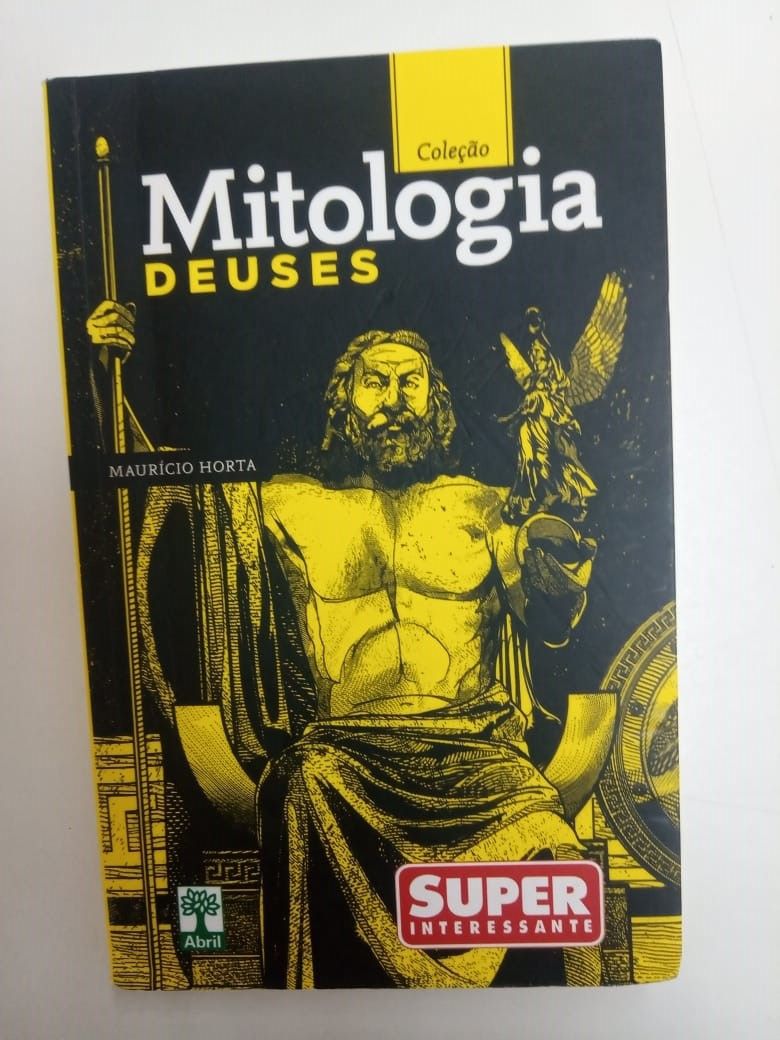 Coleção
Mitologia
DEUSES
MAURÍCIO HORTA
Abril
SUPER
INTERESSANTE